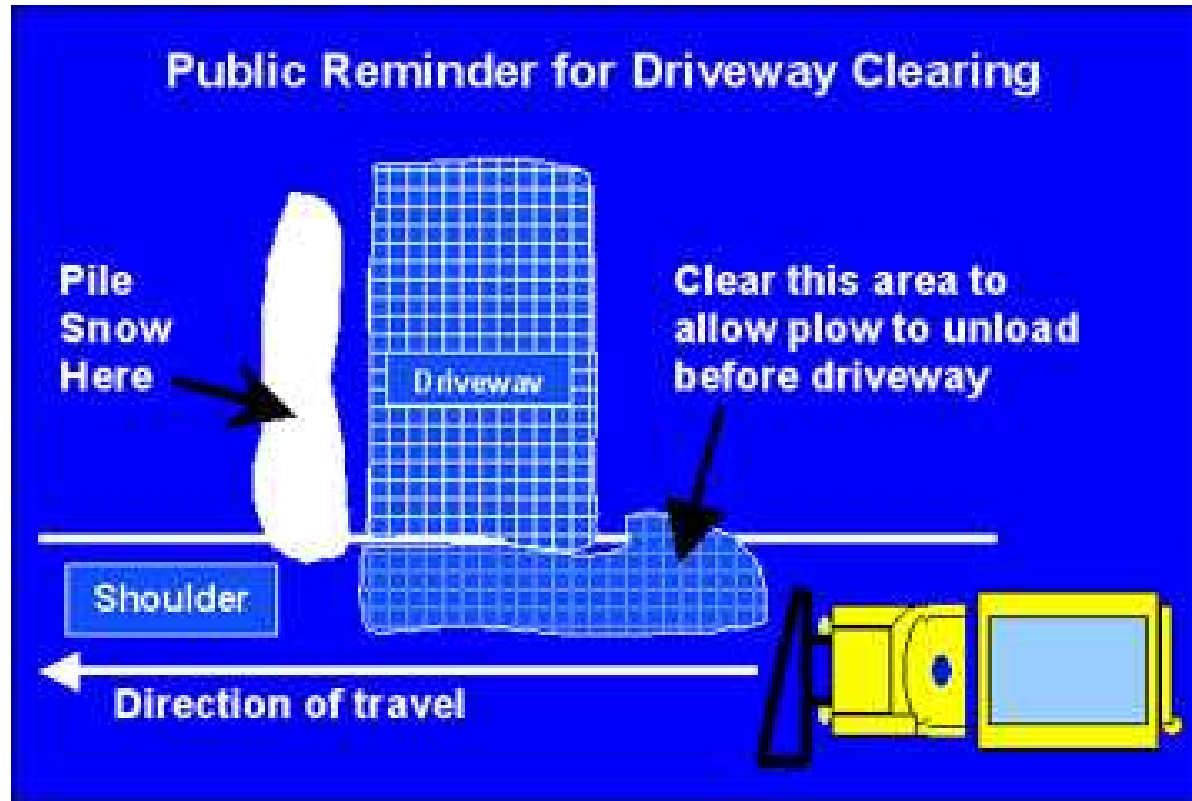 Public Reminder for Driveway Clearing
Pile
Snow
Here
Clear this area to
allow plow to unload
before driveway
Driveway
Shoulder
Direction of travel